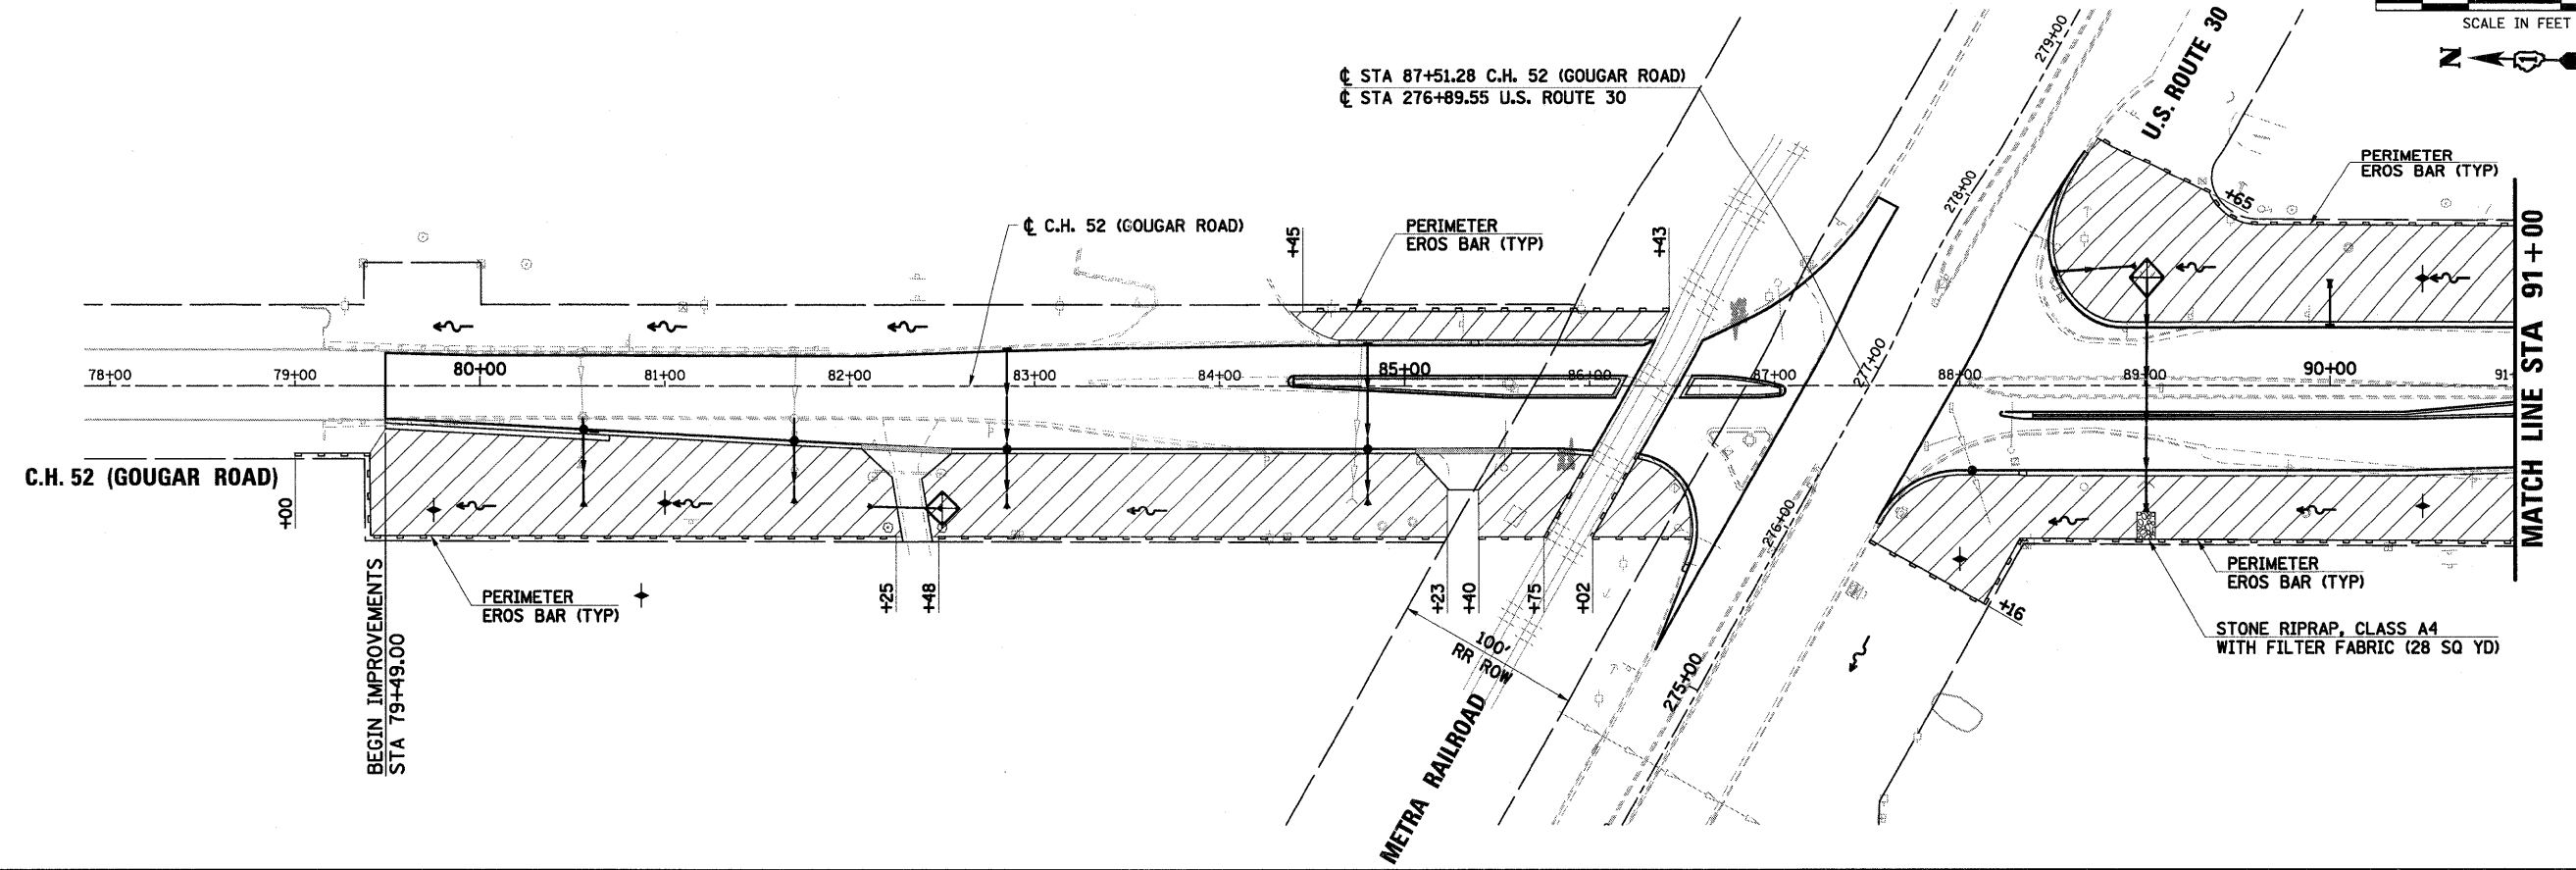 SCALE IN FEET
N
U.S. ROUTE 30
279+00
278+00
277+00
276+00
275+00
℄ STA 87+51.28 C.H. 52 (GOUGAR ROAD)
℄ STA 276+89.55 U.S. ROUTE 30
PERIMETER
EROS BAR (TYP)
+65
℄ C.H. 52 (GOUGAR ROAD)
+45
PERIMETER
EROS BAR (TYP)
+43
78+00
79+00
80+00
81+00
82+00
83+00
84+00
85+00
86+00
87+00
88+00
89+00
90+00
91+
MATCH LINE STA 91+00
C.H. 52 (GOUGAR ROAD)
+00
BEGIN IMPROVEMENTS
STA 79+49.00
PERIMETER
EROS BAR (TYP)
+25
+48
+23
+40
+75
+02
100'
RR ROW
METRA RAILROAD
+16
PERIMETER
EROS BAR (TYP)
STONE RIPRAP, CLASS A4
WITH FILTER FABRIC (28 SQ YD)